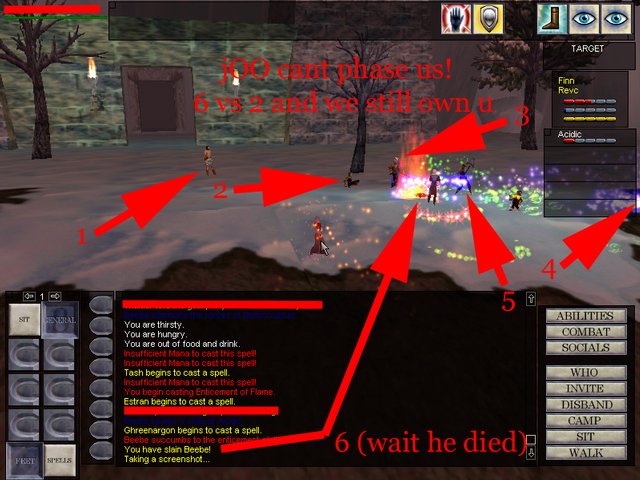 TARGET
jOO cant phase us!
6 vs 2 and we still own u
Finn
Revc
3
Acidic
2
1
4
5
1
SIT
GENERAL
You are thirsty.
You are hungry.
You are out of food and drink.
Insufficient Mana to cast this spell!
Insufficient Mana to cast this spell!
Tash begins to cast a spell.
Insufficient Mana to cast this spell!
You begin casting Enticement of Flame.
Estran begins to cast a spell.
Ghreenargon begins to cast a spell.
Beebe succumbs to the enticement of
You have slain Beebe!
Taking a screenshot...
6 (wait he died)
FEET
SPELLS
ABILITIES
COMBAT
SOCIALS
WHO
INVITE
DISBAND
CAMP
SIT
WALK